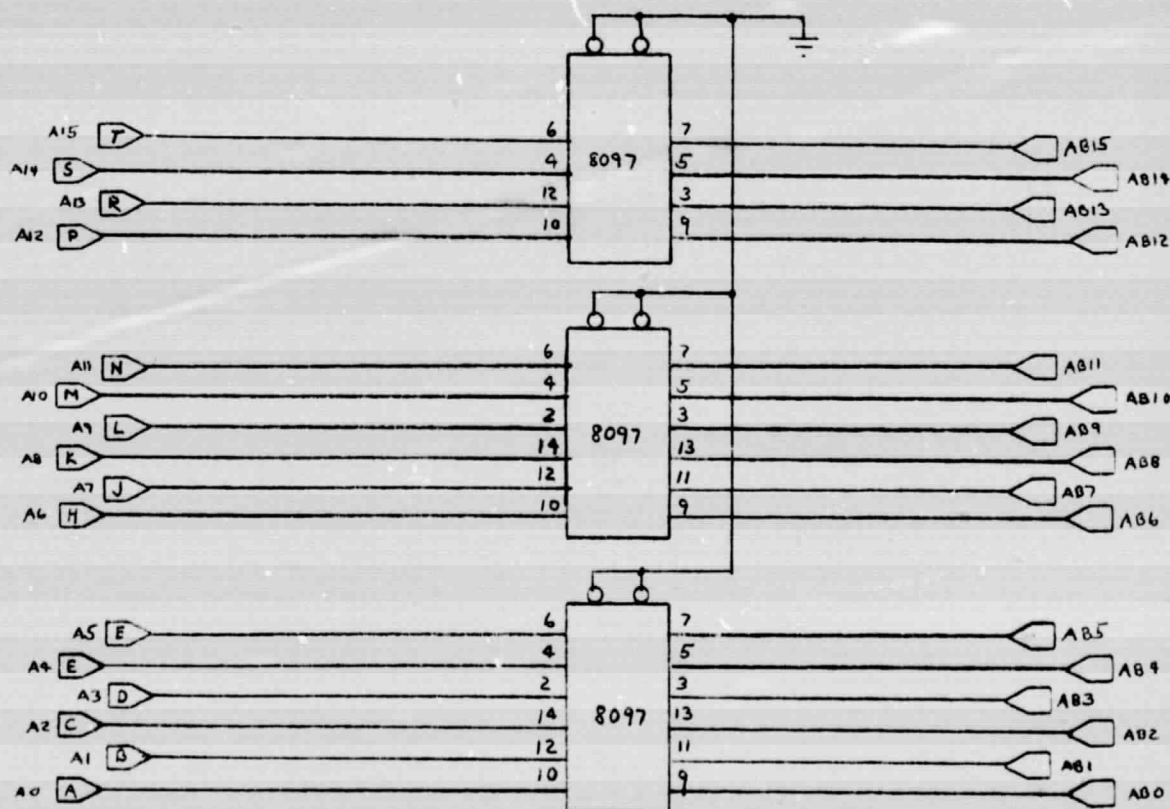 A15 T 6 7 AB15
A14 S 4 8097 5 AB14
A13 R 12 3 AB13
A12 P 10 9 AB12
A11 N 6 7 AB11
A10 M 4 5 AB10
A9 L 2 8097 3 AB9
A8 K 14 13 AB8
A7 J 12 11 AB7
A6 H 10 9 AB6
A5 E 6 7 AB5
A4 E 4 5 AB4
A3 D 2 3 AB3
A2 C 14 8097 13 AB2
A1 B 12 11 AB1
A0 A 10 9 AB0